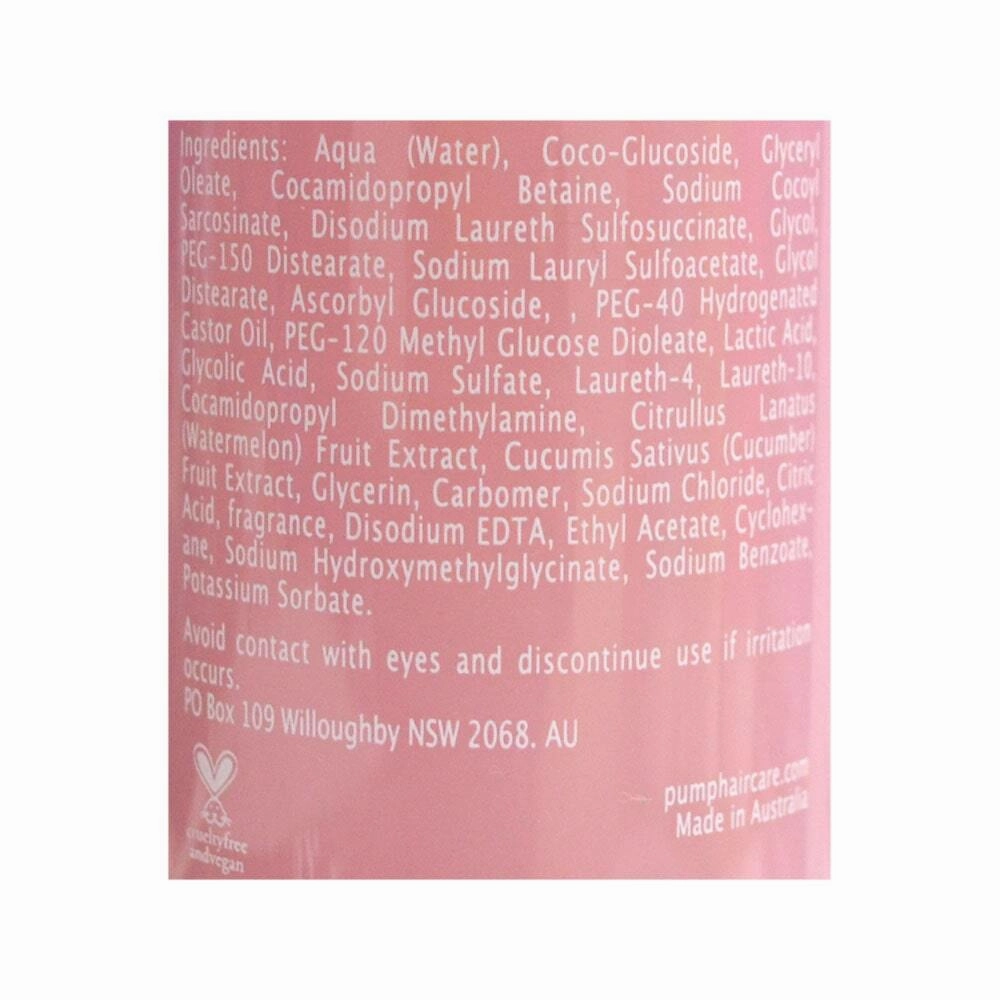 Ingredients: Aqua (Water), Coco-Glucoside, Glyceryl
Oleate, Cocamidopropyl Betaine, Sodium Cocoyl
Sarcosinate, Disodium Laureth Sulfosuccinate, Glycol,
PEG-150 Distearate, Sodium Lauryl Sulfoacetate, Glycol
Distearate, Ascorbyl Glucoside, , PEG-40 Hydrogenated
Castor Oil, PEG-120 Methyl Glucose Dioleate, Lactic Acid,
Glycolic Acid, Sodium Sulfate, Laureth-4, Laureth-10,
Cocamidopropyl Dimethylamine, Citrullus Lanatus
(Watermelon) Fruit Extract, Cucumis Sativus (Cucumber)
Fruit Extract, Glycerin, Carbomer, Sodium Chloride, Citric
Acid, fragrance, Disodium EDTA, Ethyl Acetate, Cyclohex-
ane, Sodium Hydroxymethylglycinate, Sodium Benzoate,
Potassium Sorbate.
Avoid contact with eyes and discontinue use if irritation
occurs.
PO Box 109 Willoughby NSW 2068. AU
pumphaircare.com
Made in Australia
crueltyfree
andvegan